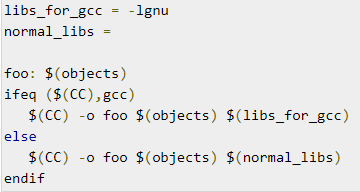 libs_for_gcc = -lgnu
normal_libs =

foo: $(objects)
ifeq ($(CC),gcc)
   $(CC) -o foo $(objects) $(libs_for_gcc)
else
   $(CC) -o foo $(objects) $(normal_libs)
endif